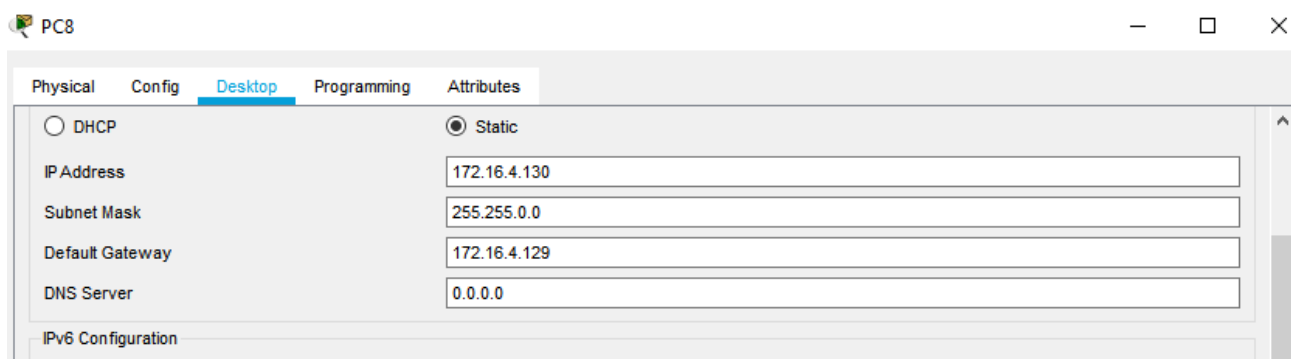 PC8
Physical Config Desktop Programming Attributes
DHCP Static
IP Address 172.16.4.130
Subnet Mask 255.255.0.0
Default Gateway 172.16.4.129
DNS Server 0.0.0.0
IPv6 Configuration